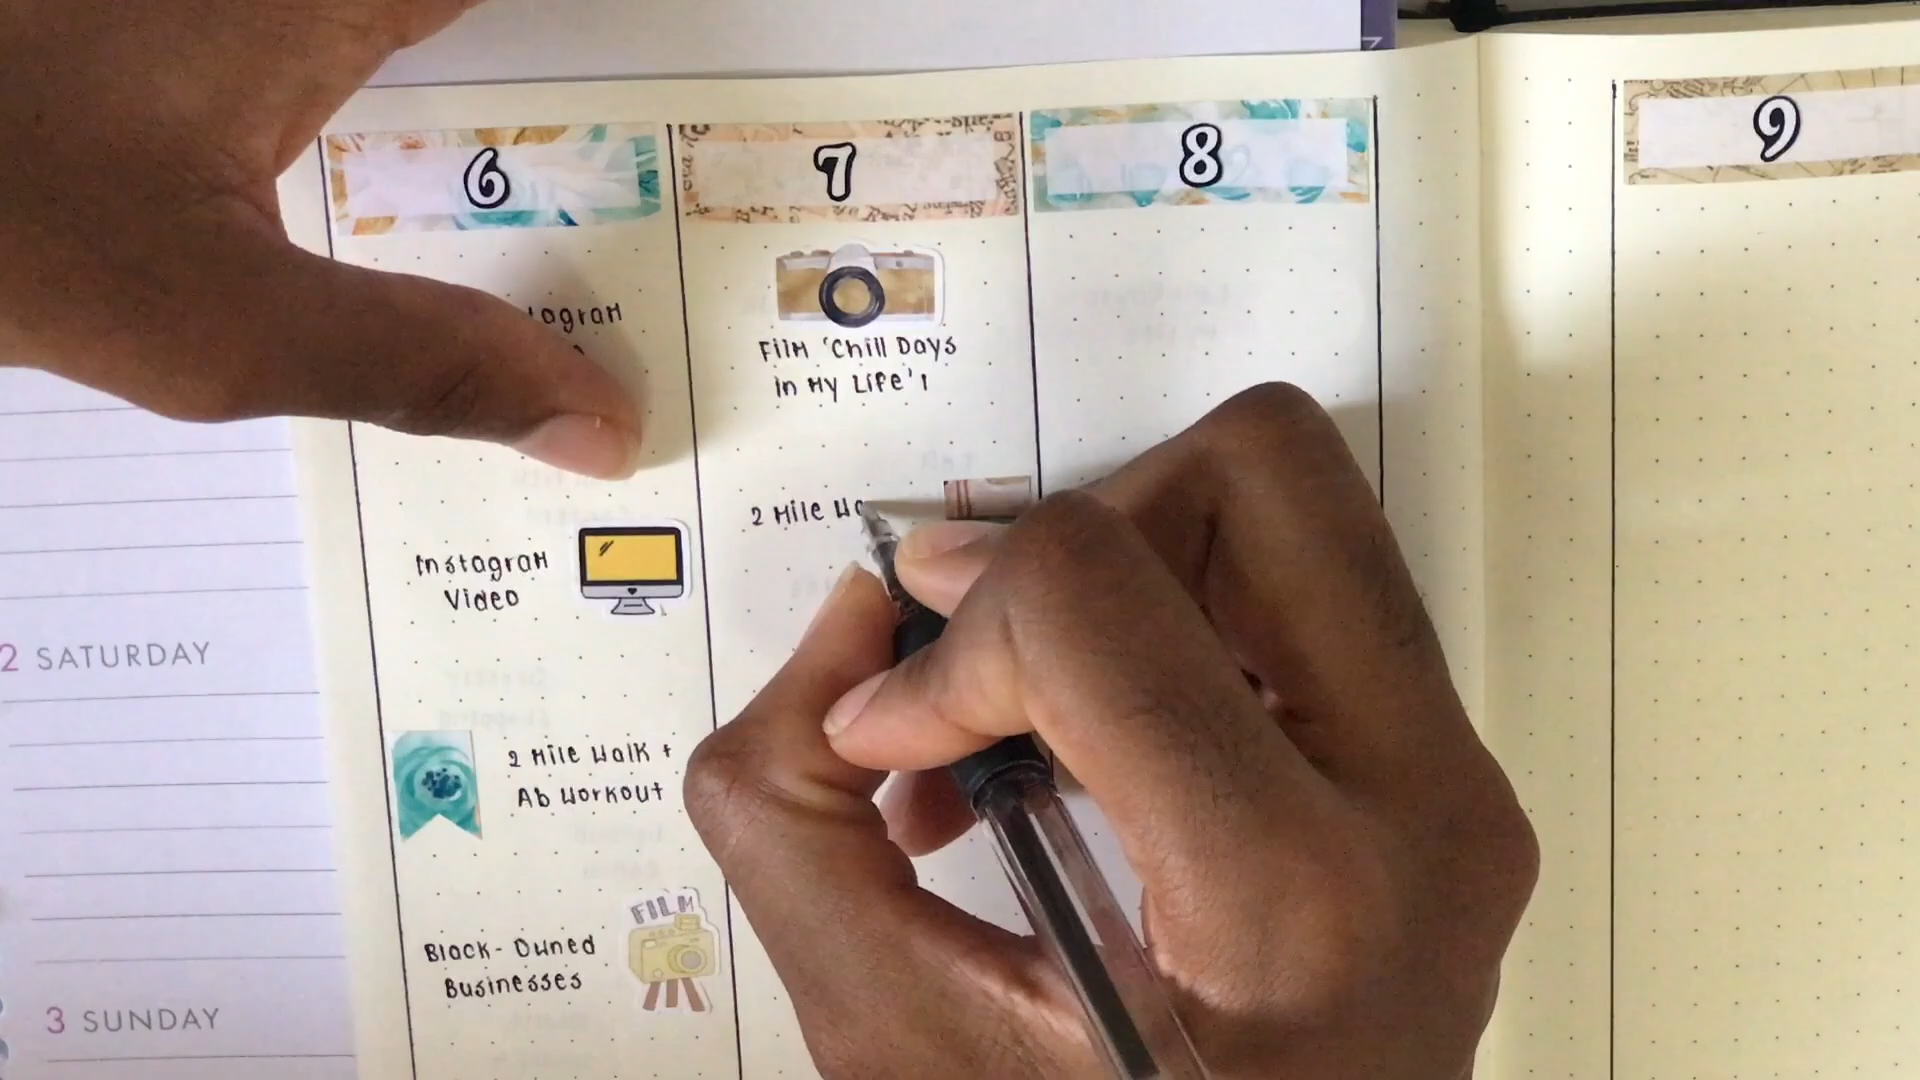 6
7
8
9
Film 'Chill Days
in My Life' 1
2 Mile
Instagram
Video
2 Mile Walk +
Ab Workout
FILM
Black-Owned
Businesses
2 SATURDAY
3 SUNDAY